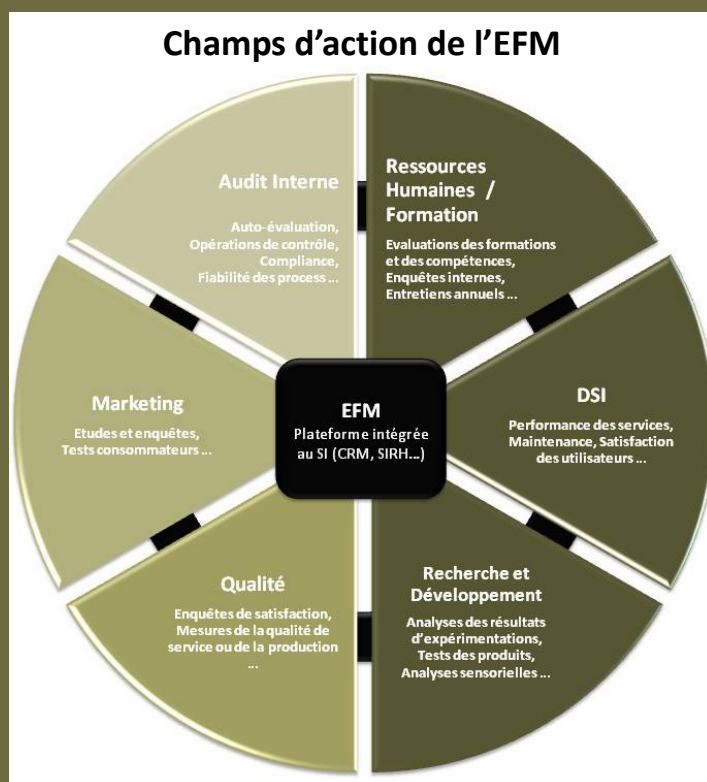 Champs d'action de l'EFM
Audit Interne
Auto-évaluation,
Opérations de contrôle,
Compliance,
Fiabilité des process ...
Ressources
Humaines /
Formation
Evaluations des formations
et des compétences,
Enquêtes internes,
Entretiens annuels ...
Marketing
Etudes et enquêtes,
Tests consommateurs ...
EFM
Plateforme intégrée
au SI (CRM, SIRH...)
DSI
Performance des services,
Maintenance, Satisfaction
des utilisateurs ...
Qualité
Enquêtes de satisfaction,
Mesures de la qualité de
service ou de la production
...
Recherche et
Développement
Analyses des résultats
d'expérimentations,
Tests des produits,
Analyses sensorielles ...